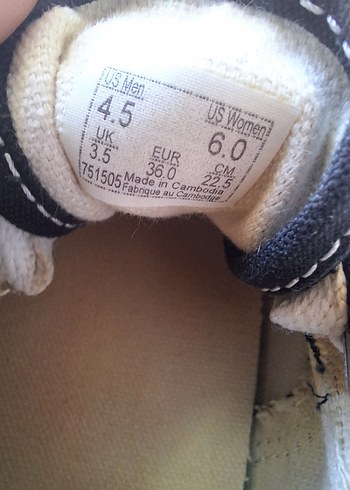 US Men
4.5
US Women
6.0
UK
3.5
EUR
36.0
CM
22.5
751505 Made in Cambodia
Fabrique au Cambodge